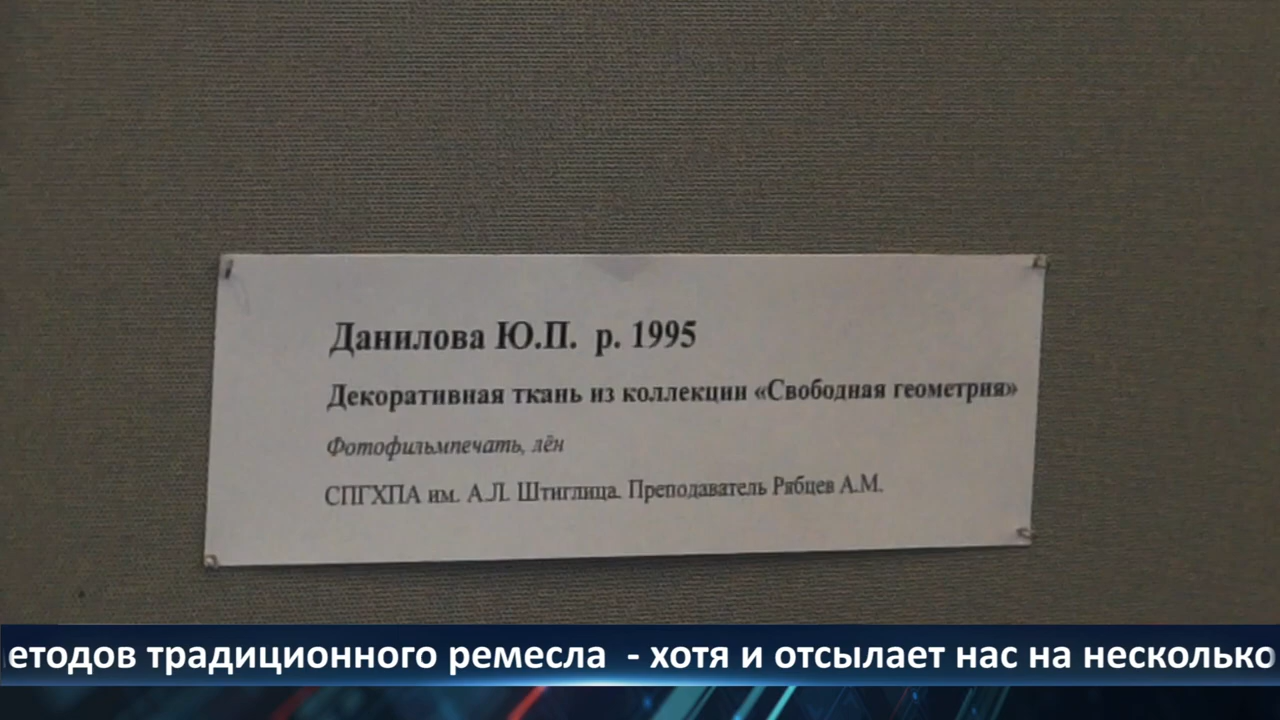 Данилова Ю.П. р. 1995
Декоративная ткань из коллекции «Свободная геометрия»
Фотофильмпечать, лён
СПГХПА им. А.Л. Штиглица. Преподаватель Рябцев А.М.
етодов традиционного ремесла - хотя и отсылает нас на несколько